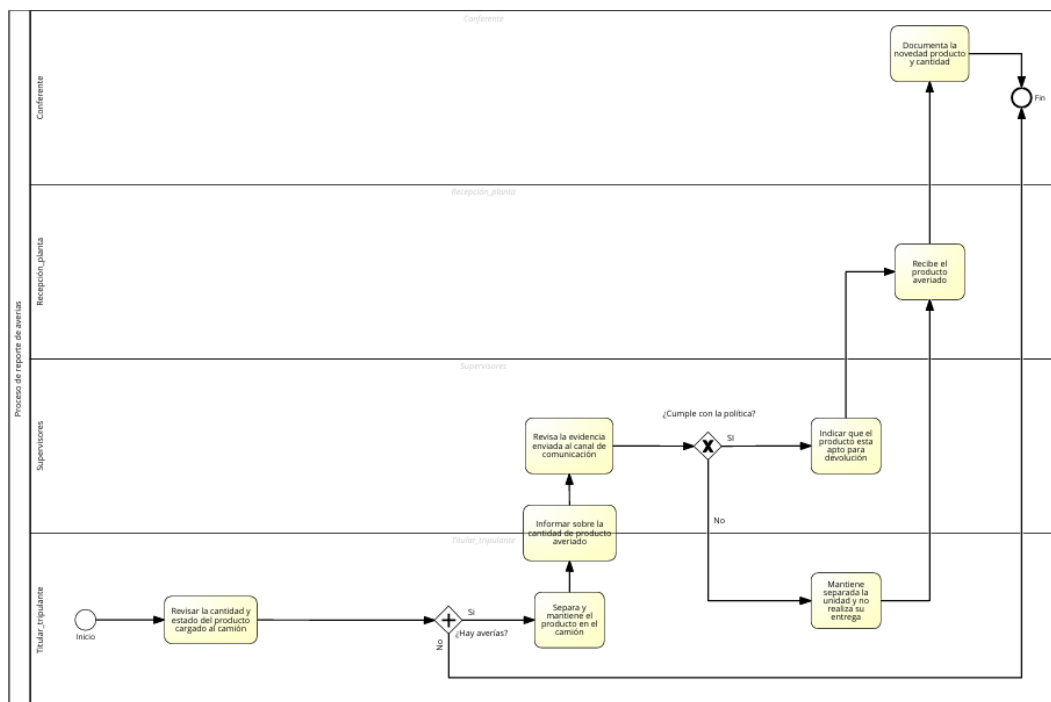 Proceso de reporte de averias
Conferente
Conferente
Documenta la
novedad producto
y cantidad
Fin
Recepción_planta
Recepción_planta
Recibe el
producto
averiado
Supervisores
Supervisores
Revisa la evidencia
enviada al canal de
comunicación
¿Cumple con la política?
SI
Indicar que el
producto esta
apto para
devolución
No
Informar sobre la
cantidad de producto
averiado
Titular_tripulante
Titular_tripulante
Inicio
Revisar la cantidad y
estado del producto
cargado al camión
Si
¿Hay averías?
No
Separa y
mantiene el
producto en el
camión
Mantiene
separada la
unidad y no
realiza su
entrega